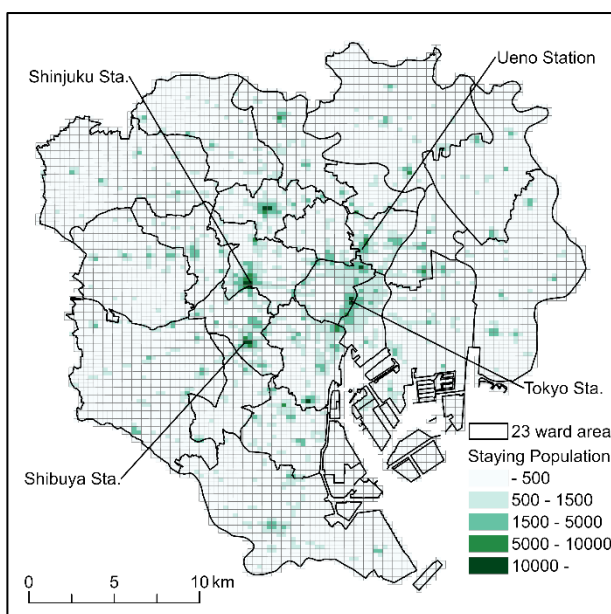 Shinjuku Sta.
Ueno Station
Tokyo Sta.
Shibuya Sta.
23 ward area
Staying Population
- 500
500 - 1500
1500 - 5000
5000 - 10000
10000 -
0 5 10 km